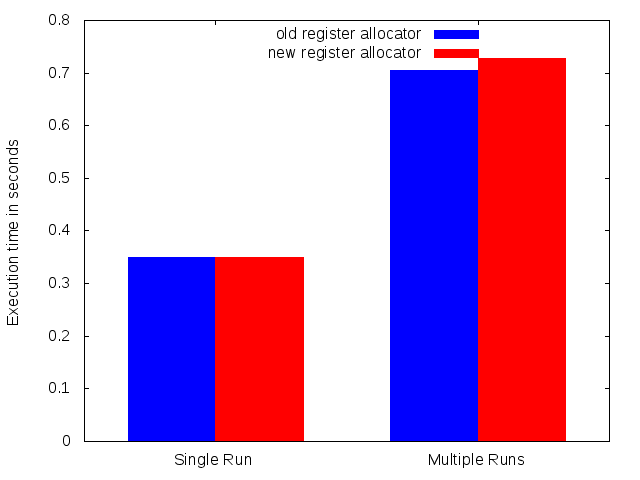 0.8
0.7
0.6
0.5
0.4
0.3
0.2
0.1
0
Execution time in seconds
old register allocator
new register allocator
Single Run
Multiple Runs